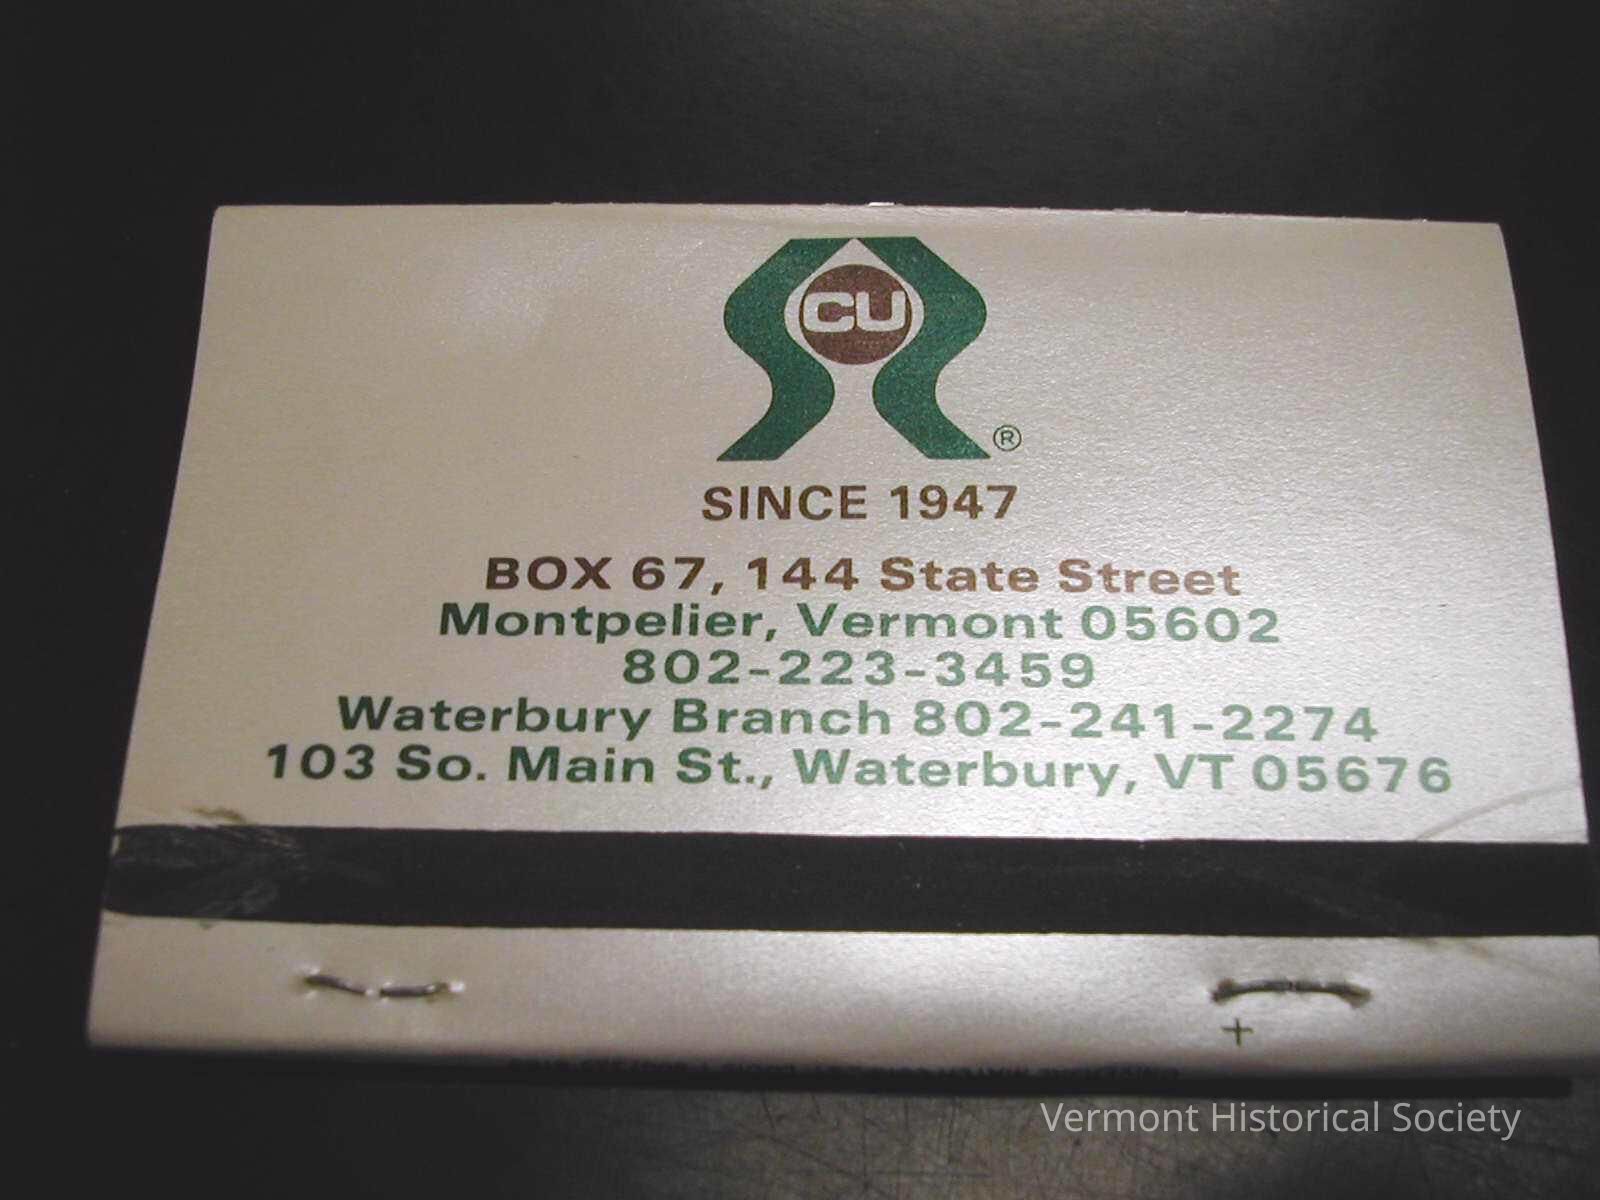 CU
®
SINCE 1947
BOX 67, 144 State Street
Montpelier, Vermont 05602
802-223-3459
Waterbury Branch 802-241-2274
103 So. Main St., Waterbury, VT 05676
+
Vermont Historical Society